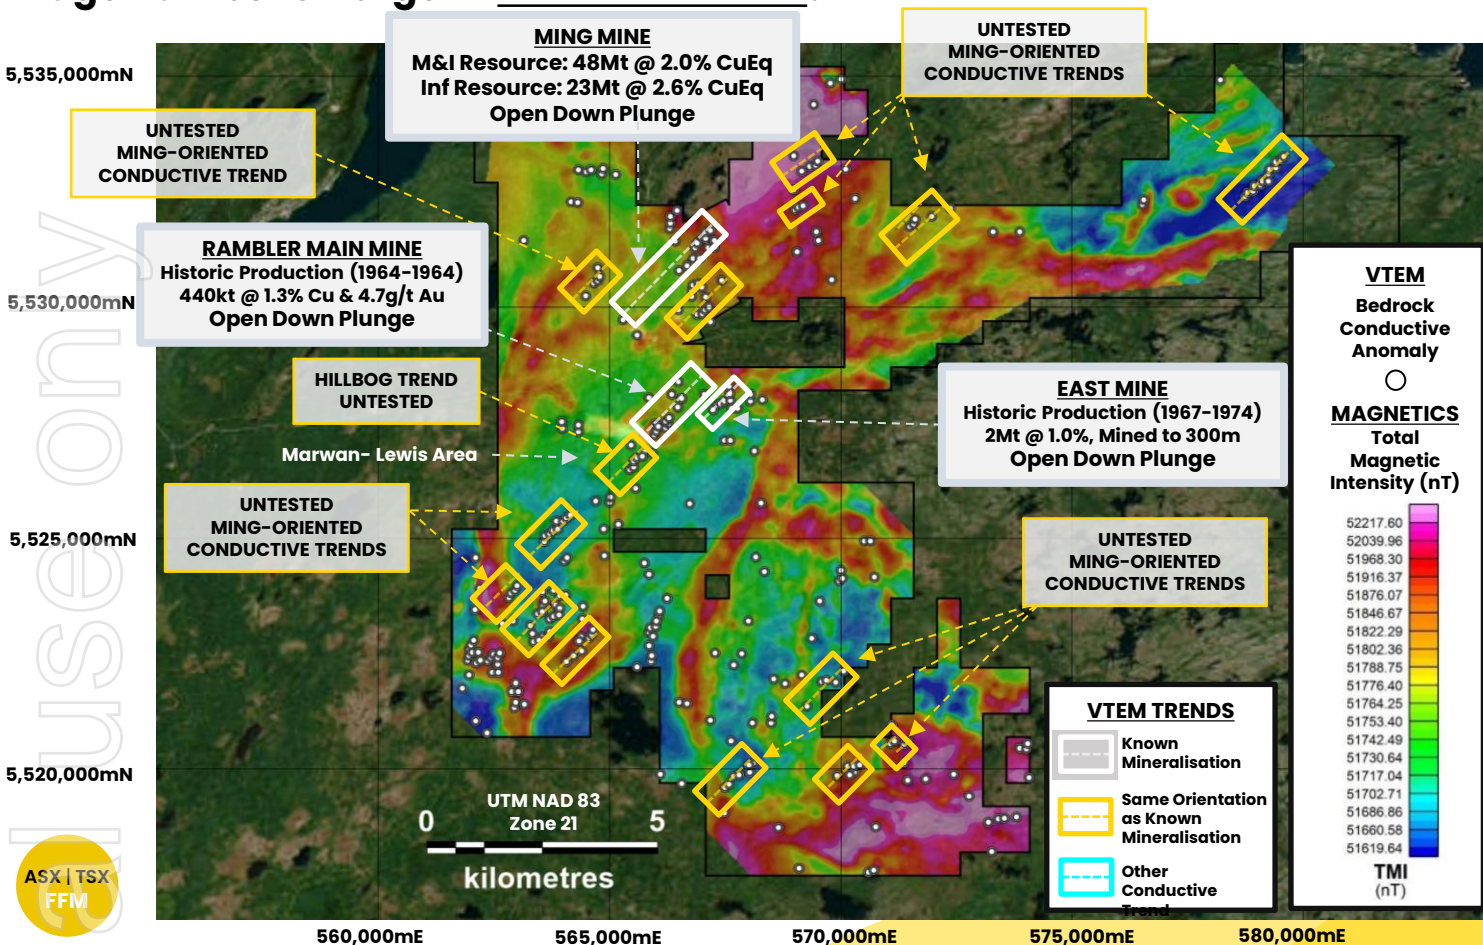 MING MINE
M&I Resource: 48Mt @ 2.0% CuEq
Inf Resource: 23Mt @ 2.6% CuEq
Open Down Plunge
UNTESTED
MING-ORIENTED
CONDUCTIVE TRENDS
5,535,000mN
UNTESTED
MING-ORIENTED
CONDUCTIVE TREND
RAMBLER MAIN MINE
Historic Production (1964-1964)
440kt @ 1.3% Cu & 4.7g/t Au
Open Down Plunge
5,530,000mN
HILLBOG TREND
UNTESTED
Marwan- Lewis Area
EAST MINE
Historic Production (1967-1974)
2Mt @ 1.0%, Mined to 300m
Open Down Plunge
UNTESTED
MING-ORIENTED
CONDUCTIVE TRENDS
5,525,000mN
UNTESTED
MING-ORIENTED
CONDUCTIVE TRENDS
5,520,000mN
UTM NAD 83
Zone 21
0 5
kilometres
VTEM TRENDS
Known
Mineralisation
Same Orientation
as Known
Mineralisation
Other
Conductive
Trend
VTEM
Bedrock
Conductive
Anomaly
MAGNETICS
Total
Magnetic
Intensity (nT)
52217.60
52039.96
51968.30
51916.37
51876.07
51846.67
51822.29
51802.36
51788.75
51776.40
51764.25
51753.40
51742.49
51730.64
51717.04
51702.71
51686.86
51660.58
51619.64
TMI
(nT)
ASX | TSX
FFM
560,000mE 565,000mE 570,000mE 575,000mE 580,000mE
al use only